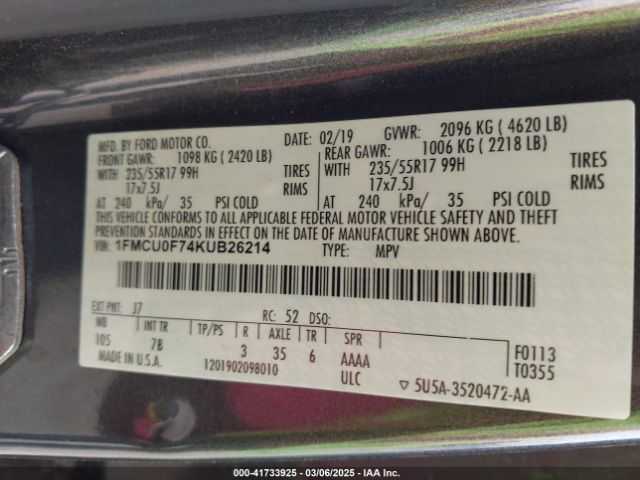 MFD. BY FORD MOTOR CO.
DATE: 02/19 GVWR: 2096 KG ( 4620 LB)
FRONT GAWR: 1098 KG ( 2420 LB) REAR GAWR: 1006 KG ( 2218 LB)
WITH 235/55R17 99H TIRES WITH 235/55R17 99H TIRES
17x7.5J RIMS 17x7.5J RIMS
AT 240 kPa/ 35 PSI COLD AT 240 kPa/ 35 PSI COLD
THIS VEHICLE CONFORMS TO ALL APPLICABLE FEDERAL MOTOR VEHICLE SAFETY AND THEFT
PREVENTION STANDARDS IN EFFECT ON THE DATE OF MANUFACTURE SHOWN ABOVE.
VIN: 1FMCU0F74KUB26214 TYPE: MPV
EXT PNT: J7 RC: 52 DSO:
WB INT TR TP/PS R AXLE TR SPR
105 7B 3 35 6 AAAA
F0113
MADE IN U.S.A. 1201902098010 ULC T0355
5U5A-3520472-AA
000-41733925 - 03/06/2025 - IAA Inc.